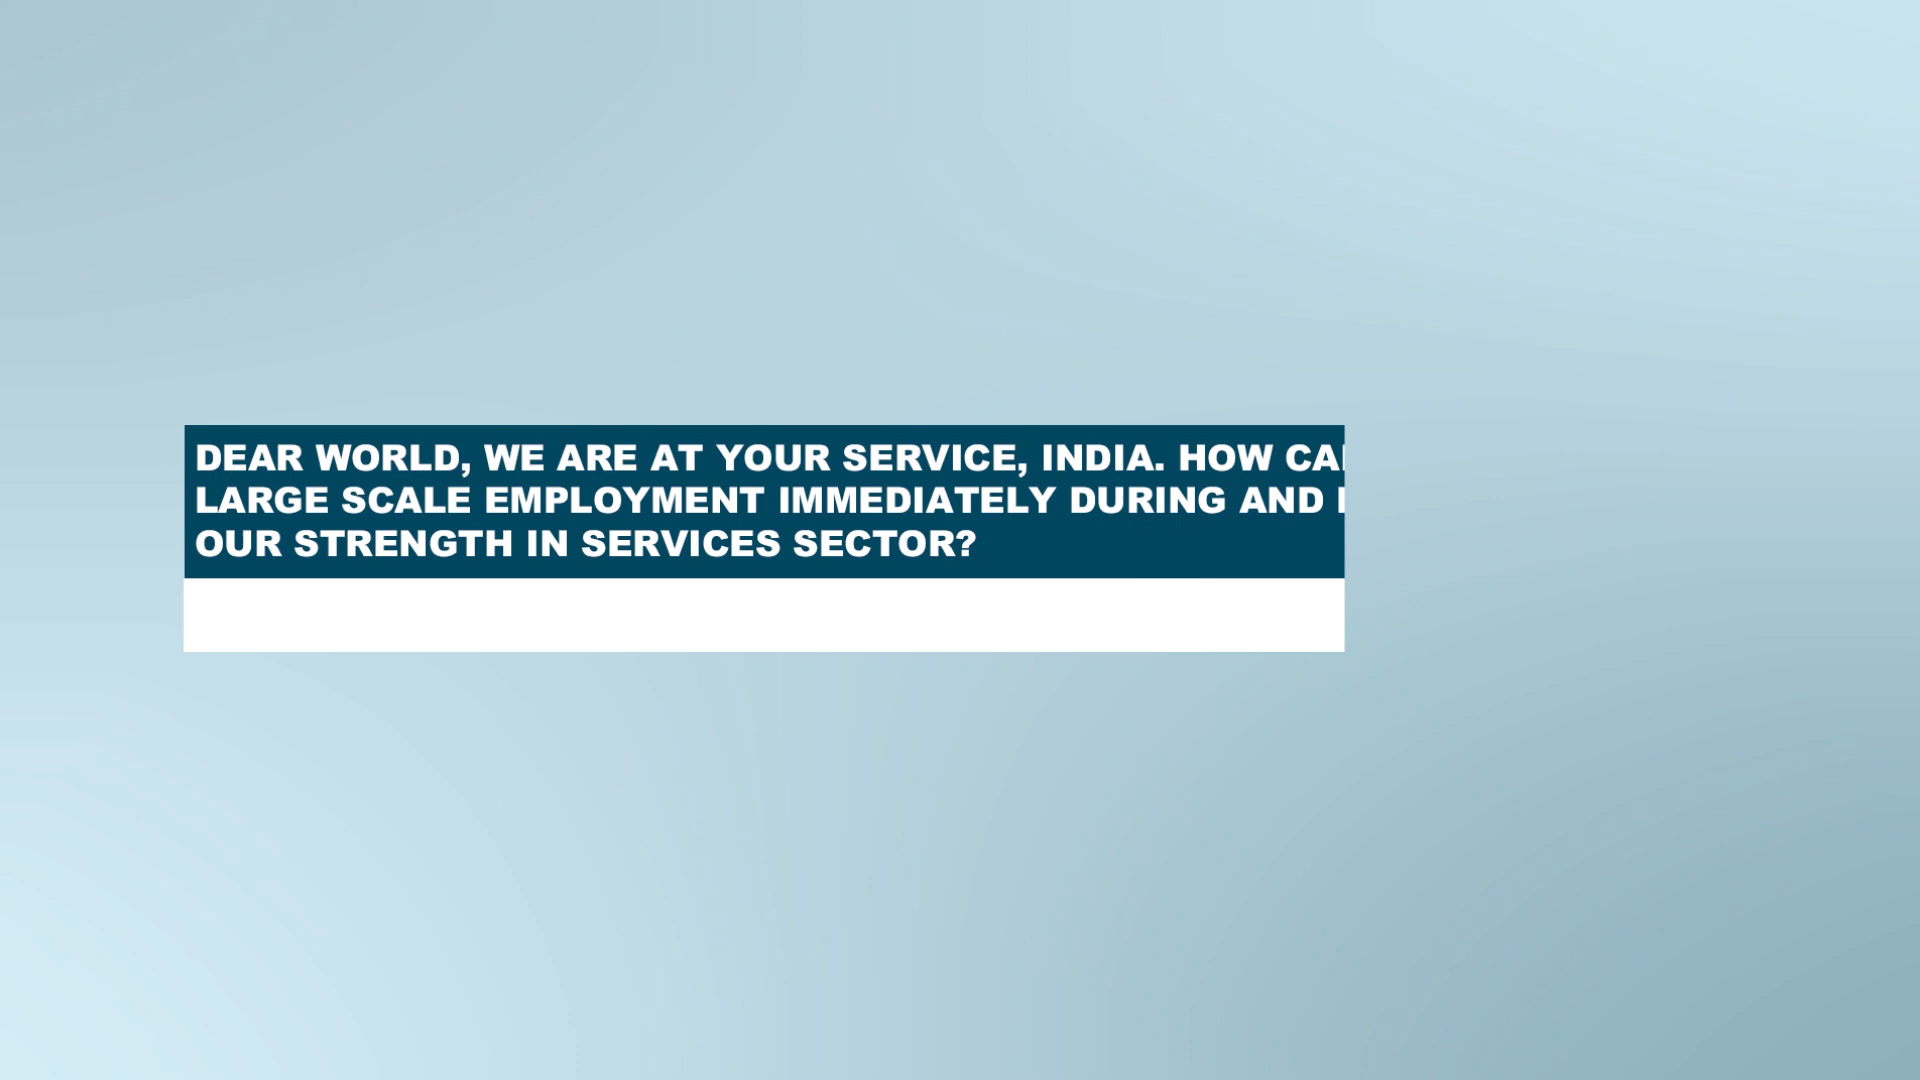 DEAR WORLD, WE ARE AT YOUR SERVICE, INDIA. HOW
LARGE SCALE EMPLOYMENT IMMEDIATELY DURING AND
OUR STRENGTH IN SERVICES SECTOR?